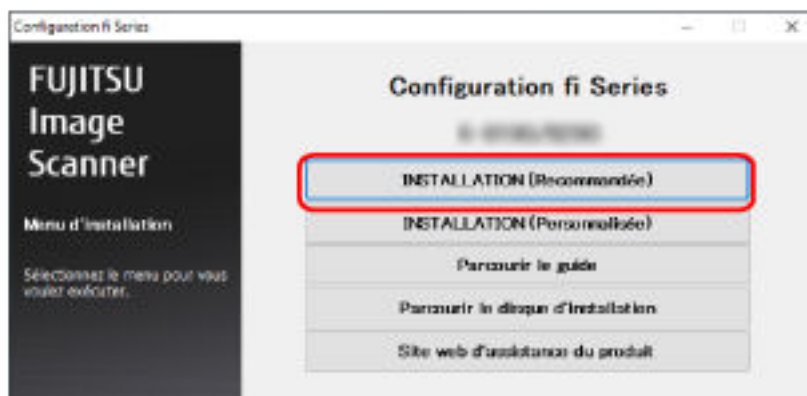 Configuration fi Series
FUJITSU
Image
Scanner
Menu d'installation
Sélectionnez le menu pour vous
voulez exécuter.
Configuration fi Series
INSTALLATION (Recommandée)
INSTALLATION (Personnalisée)
Parcourir le guide
Parcourir le disque d'installation
Site web d'assistance du produit